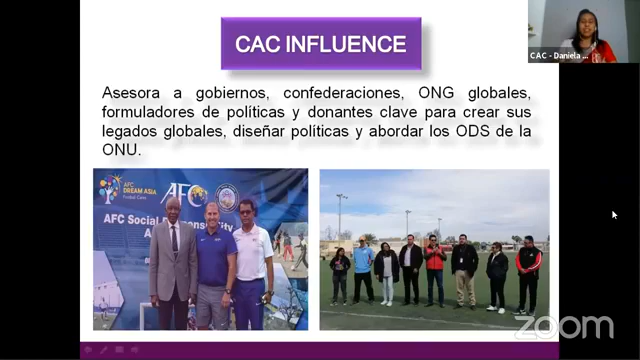 CAC INFLUENCE
CAC - Daniela
Asesora a gobiernos, confederaciones, ONG globales,
formuladores de políticas y donantes clave para crear sus
legados globales, diseñar políticas y abordar los ODS de la
ONU.
AFC
DREAM ASIA
AFC
AFC Social Responsibility
zoom